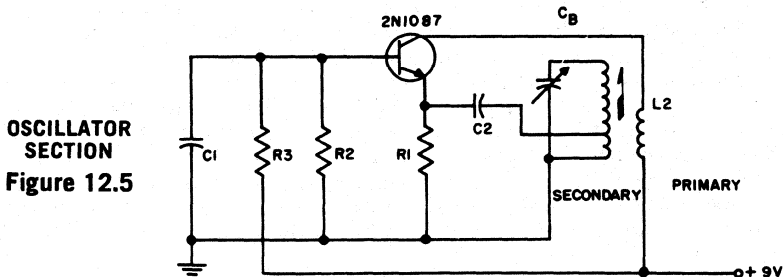 2N1087
CB
OSCILLATOR
SECTION
Figure 12.5
C1
R3
R2
R1
C2
L2
SECONDARY
PRIMARY
+ 9V